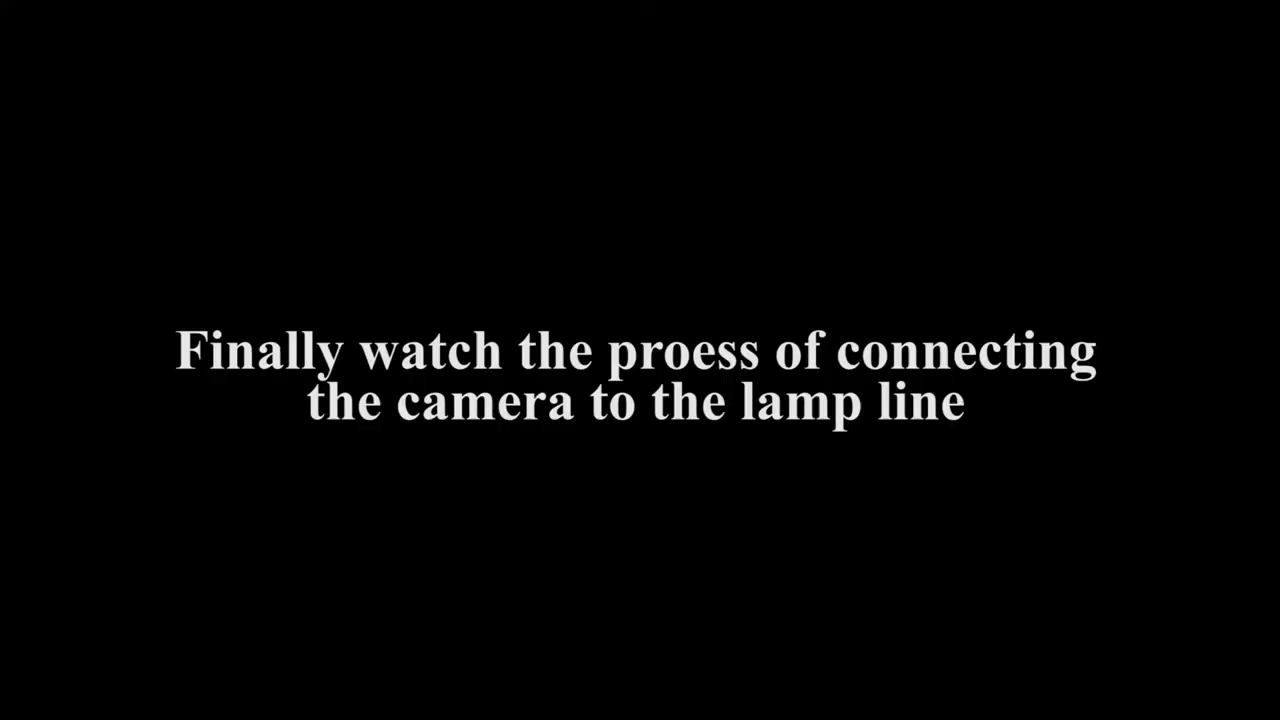 Finally watch the proess of connecting
the camera to the lamp line